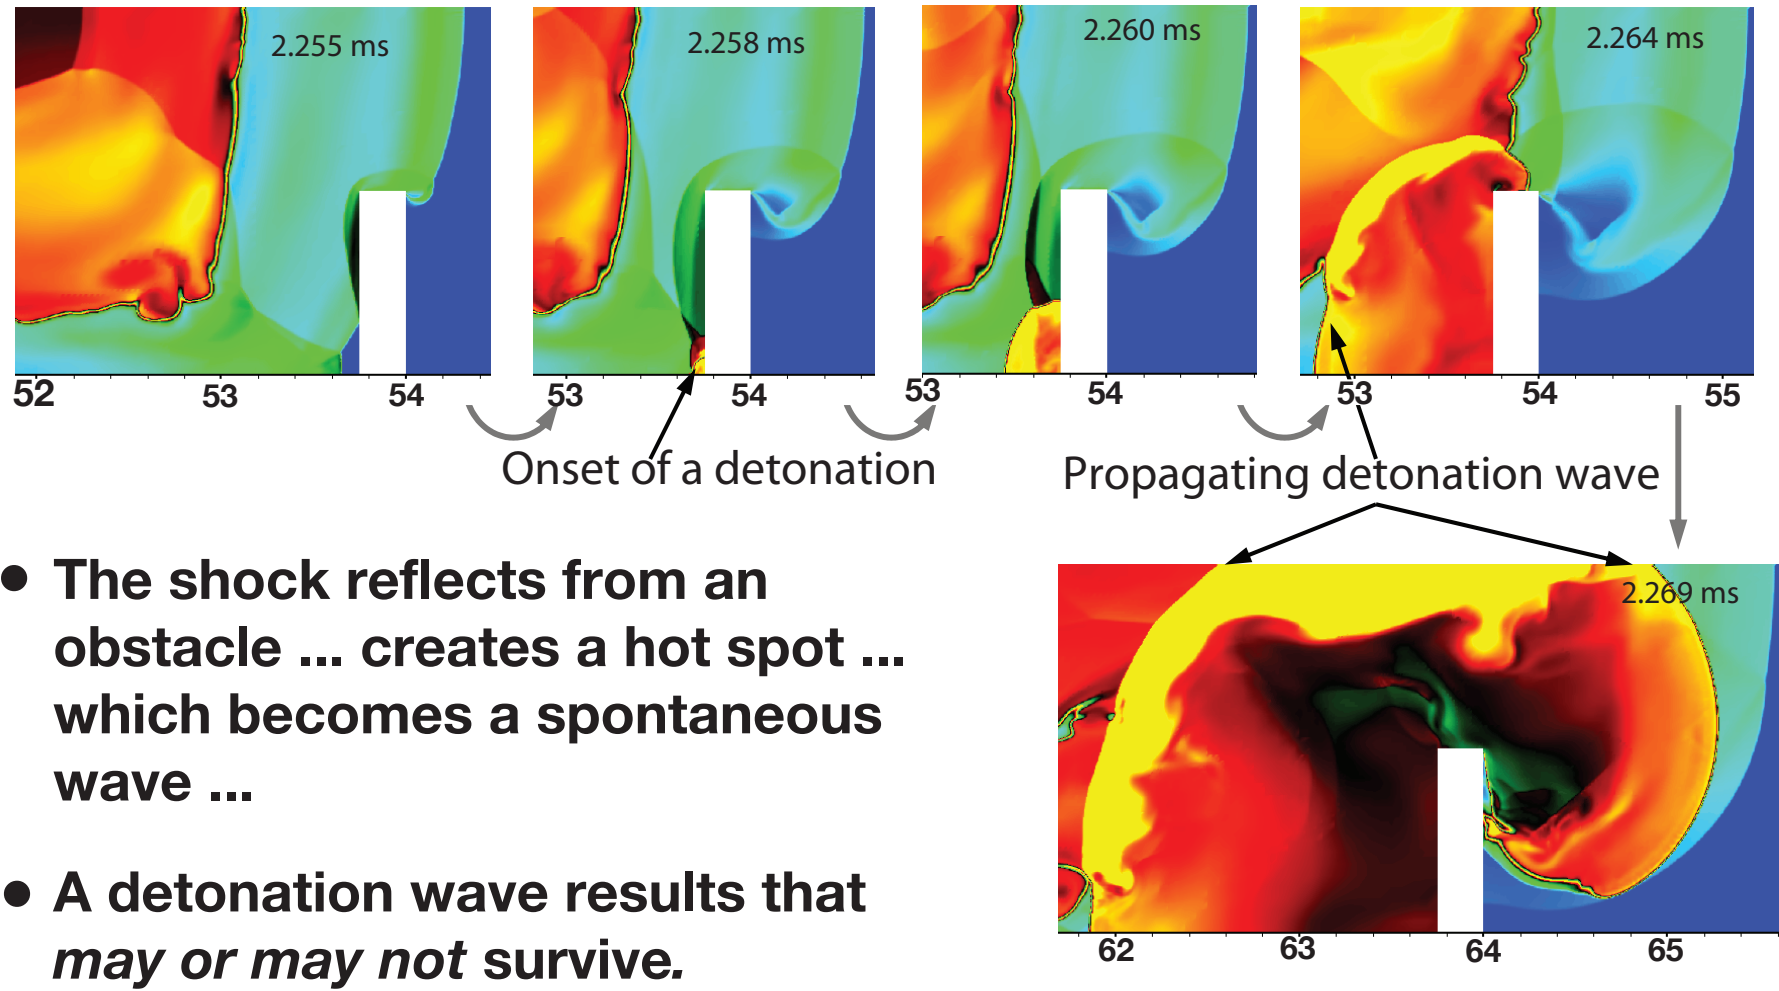 2.255 ms
2.258 ms
2.260 ms
2.264 ms
52 53 54
53 54
53 54
53 54 55
Onset of a detonation
Propagating detonation wave
● The shock reflects from an
obstacle ... creates a hot spot ...
which becomes a spontaneous
wave ...
● A detonation wave results that
may or may not survive.
2.269 ms
62 63 64 65